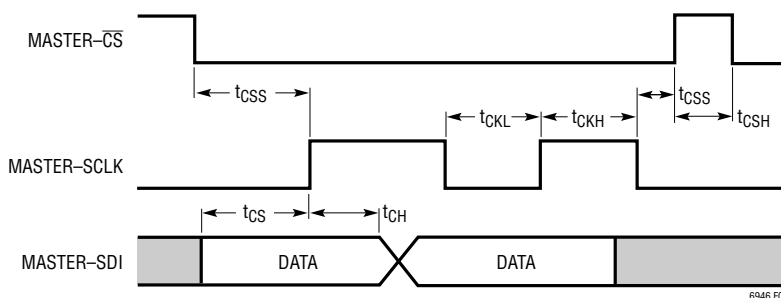 MASTER–CS
tCSS
tCSS
tCKL
tCKH
tCSH
MASTER–SCLK
tCS
tCH
MASTER–SDI
DATA
DATA